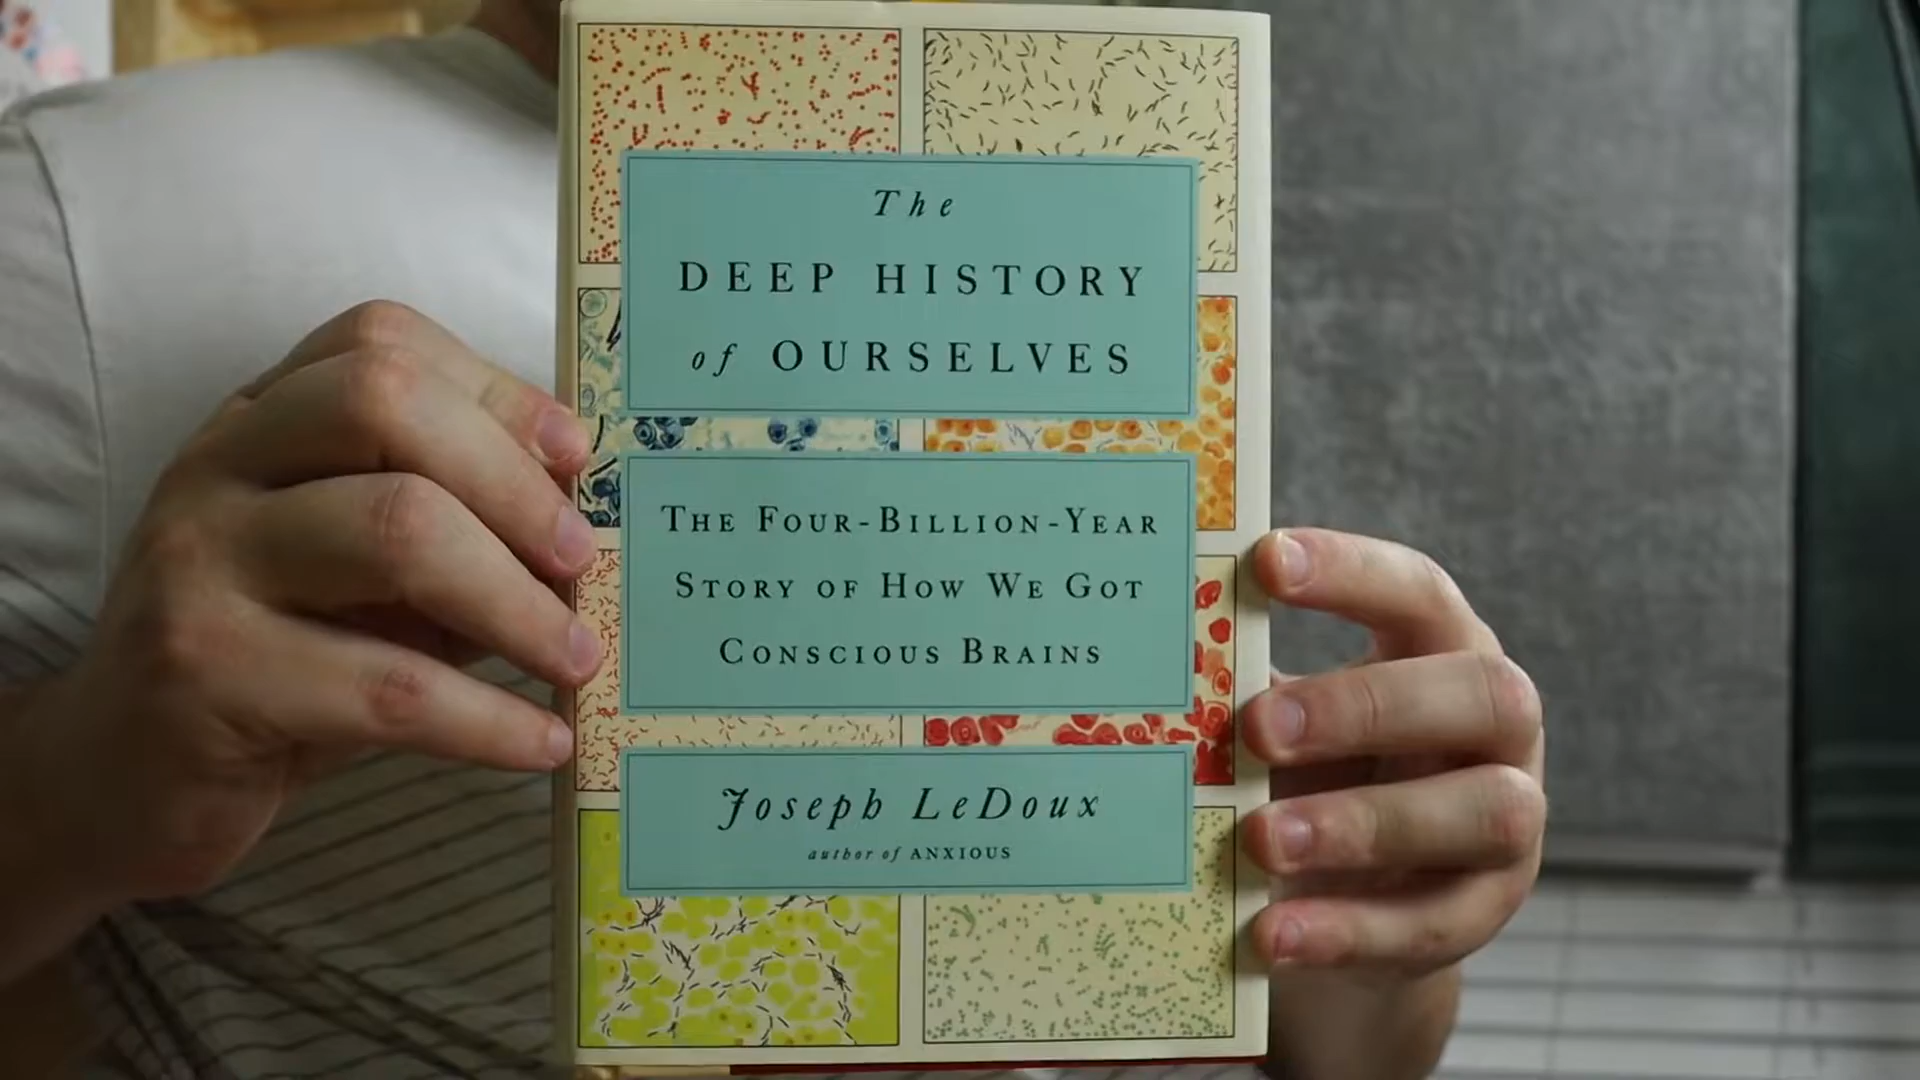 The
DEEP HISTORY
of OURSELVES
THE FOUR-BILLION-YEAR
STORY OF HOW WE GOT
CONSCIOUS BRAINS
Joseph LeDoux
author of ANXIOUS